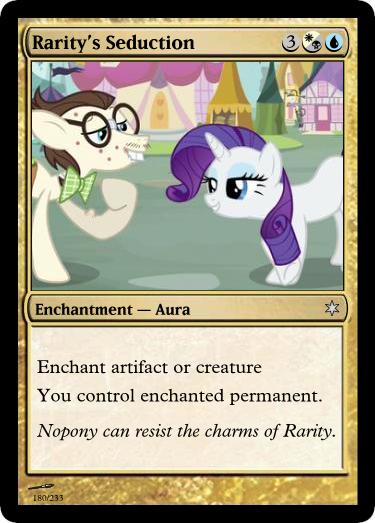 Rarity's Seduction 3
Enchantment — Aura
Enchant artifact or creature
You control enchanted permanent.
Nopony can resist the charms of Rarity.
180/233